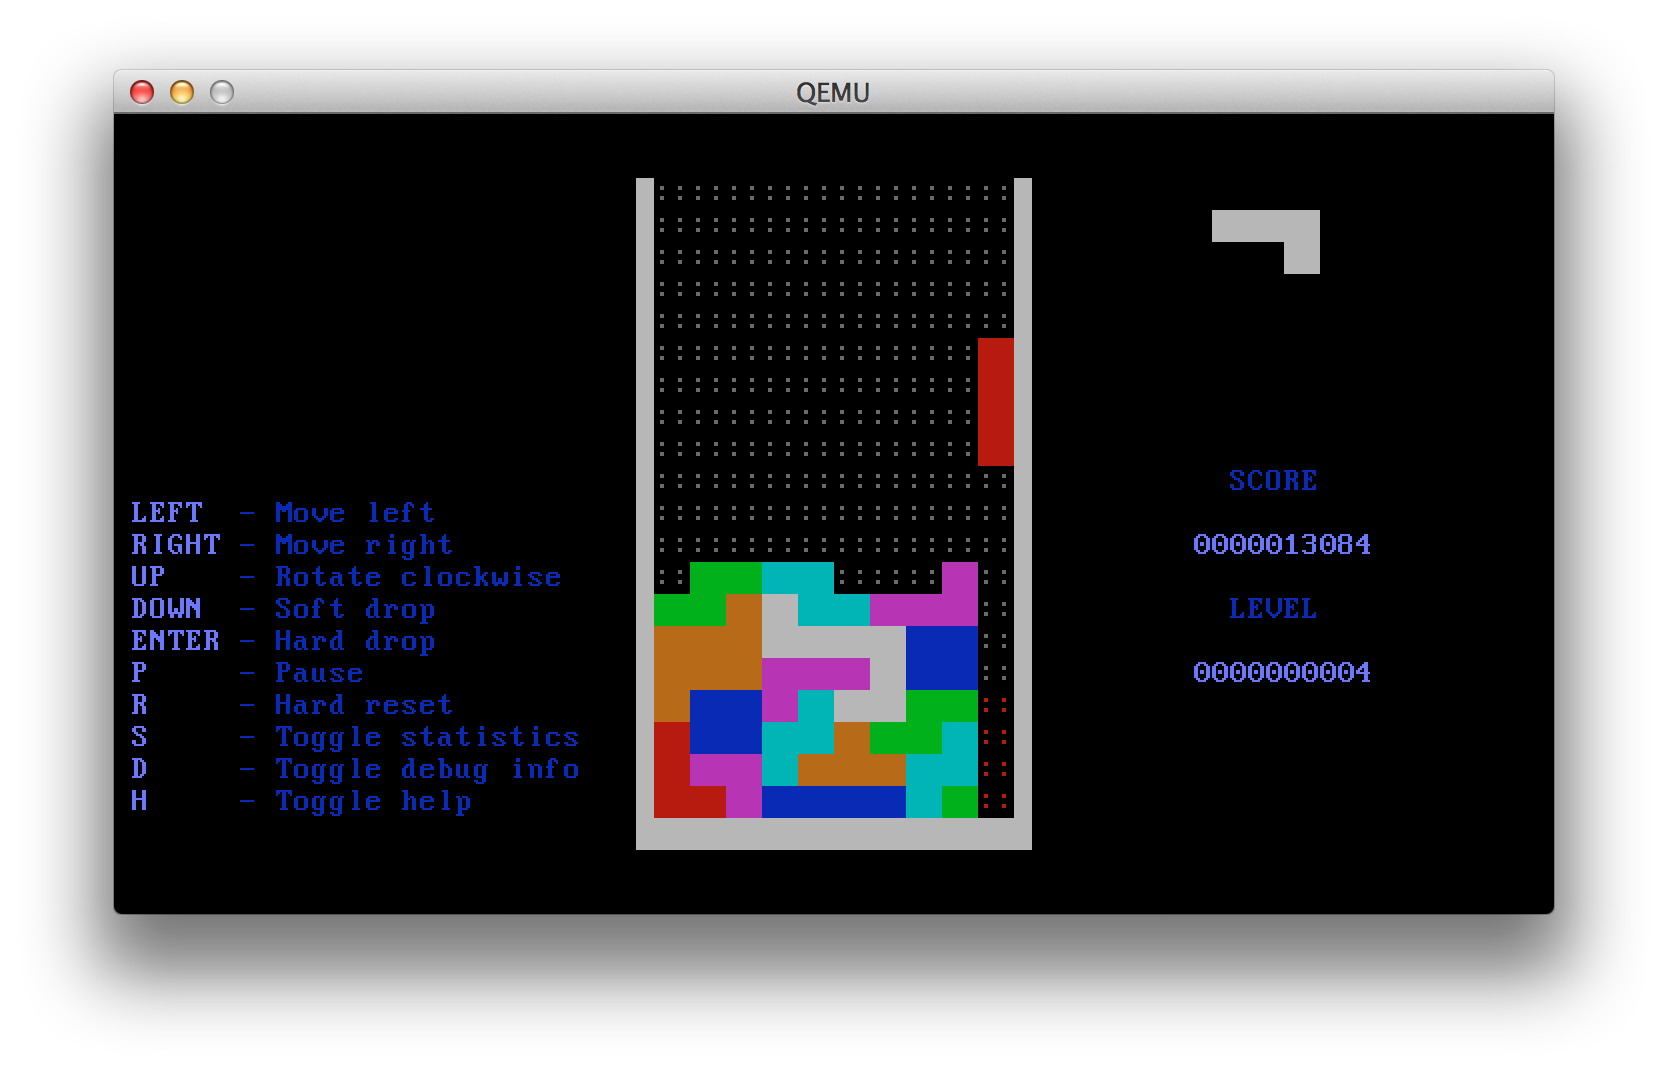 QEMU
LEFT - Move left
RIGHT - Move right
UP - Rotate clockwise
DOWN - Soft drop
ENTER - Hard drop
P - Pause
R - Hard reset
S - Toggle statistics
D - Toggle debug info
H - Toggle help
SCORE
0000013084
LEVEL
0000000004